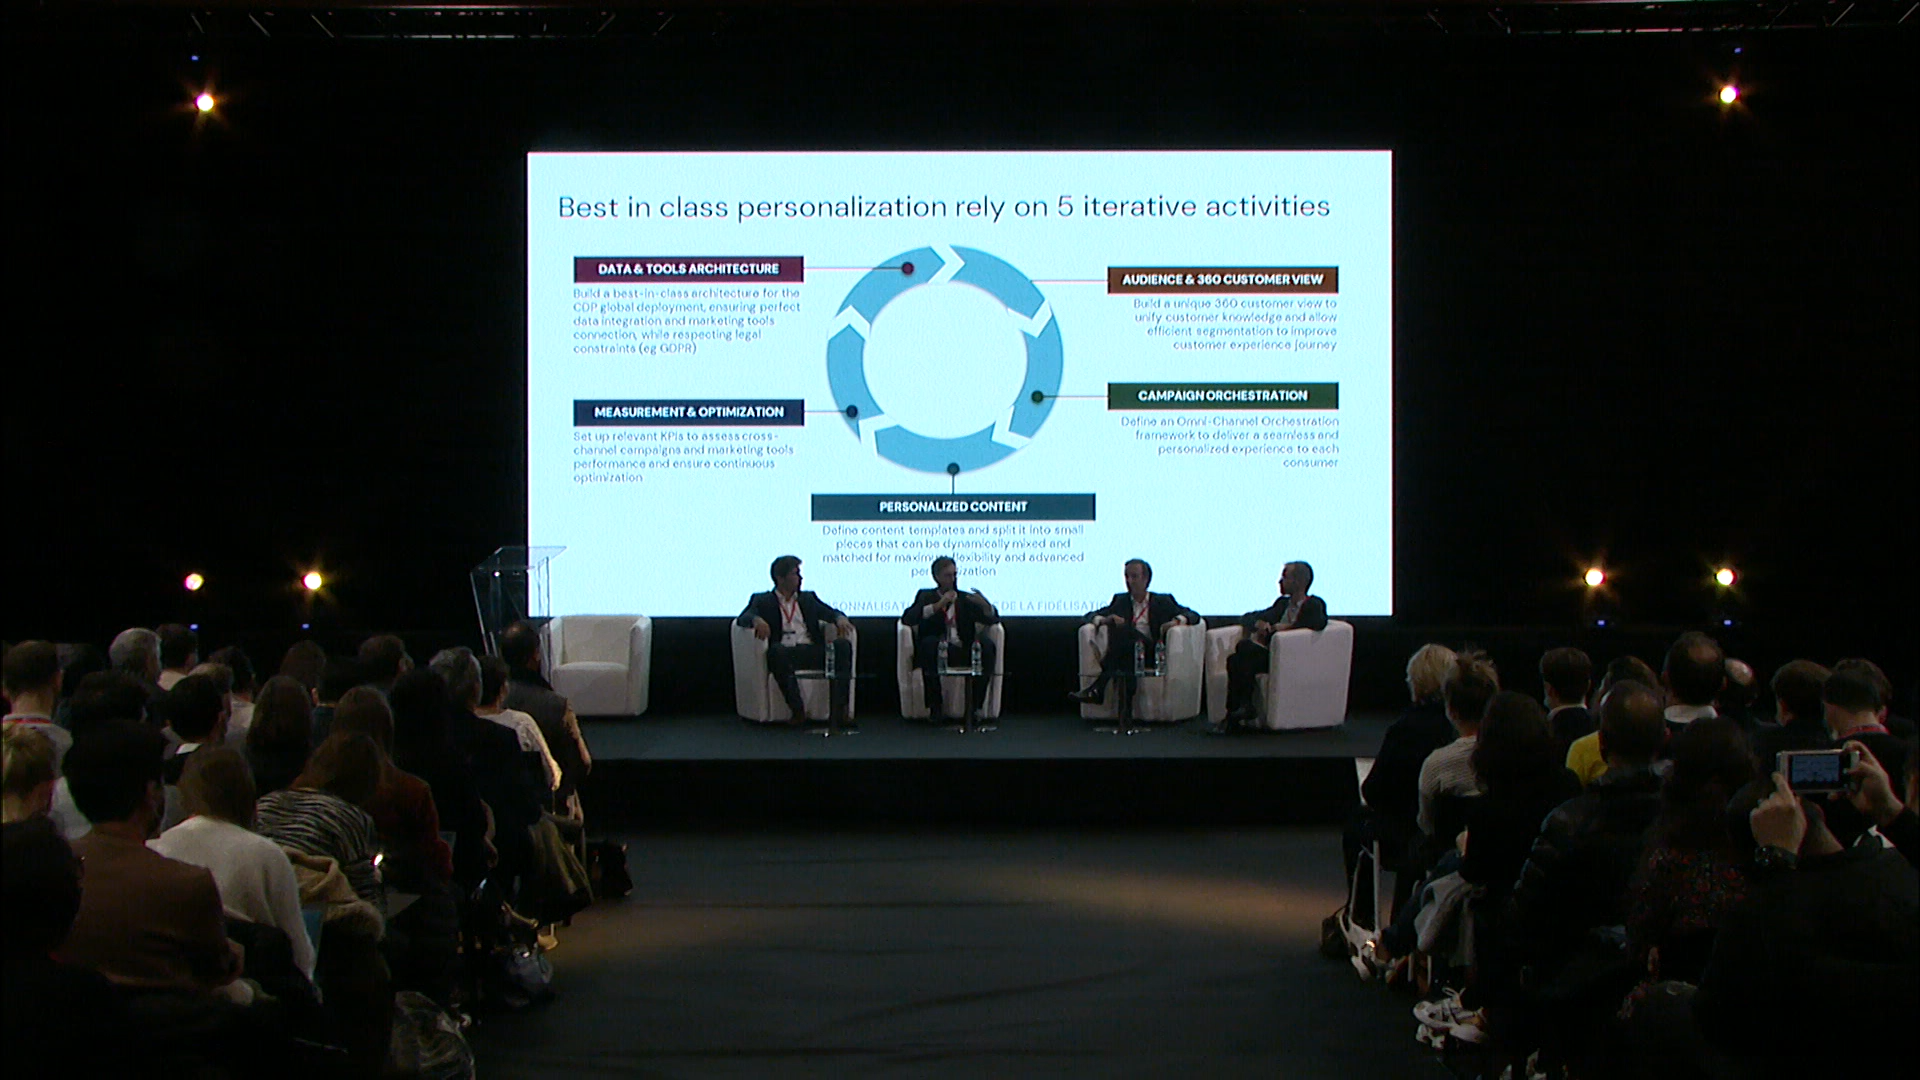 Best in class personalization rely on 5 iterative activities
DATA & TOOLS ARCHITECTURE
Build a best-in-class architecture for the
CDP global deployment, ensuring perfect
data integration and marketing tools
connection, while respecting legal
constraints (eg GDPR)
AUDIENCE & 360 CUSTOMER VIEW
Build a unique 360 customer view to
unify customer knowledge and allow
efficient segmentation to improve
customer experience journey
MEASUREMENT & OPTIMIZATION
Set up relevant KPIs to assess cross-
channel campaigns and marketing tools
performance and ensure continuous
optimization
CAMPAIGN ORCHESTRATION
Define an Omni-Channel Orchestration
framework to deliver a seamless and
personalized experience to each
consumer
PERSONALIZED CONTENT
Define content templates and split it into small
pieces that can be dynamically mixed and
matched for maximum flexibility and advanced
DE LA